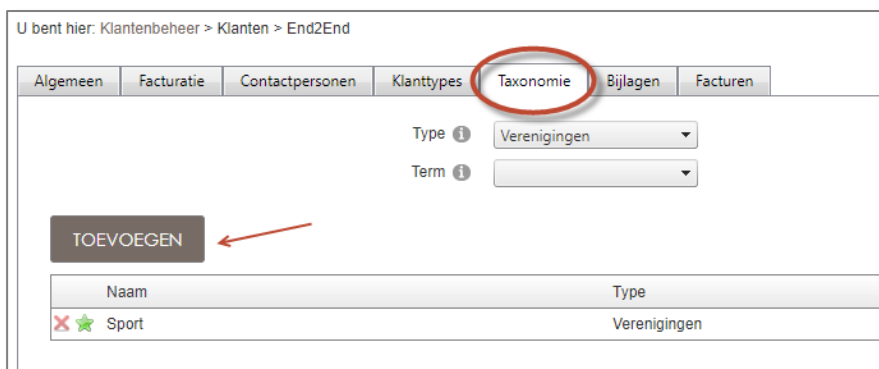 U bent hier: Klantenbeheer > Klanten > End2End
Algemeen Facturatie Contactpersonen Klanttypes Taxonomie Bijlagen Facturen
Type Verenigingen
Term
TOEVOEGEN
Naam Type
Sport Verenigingen